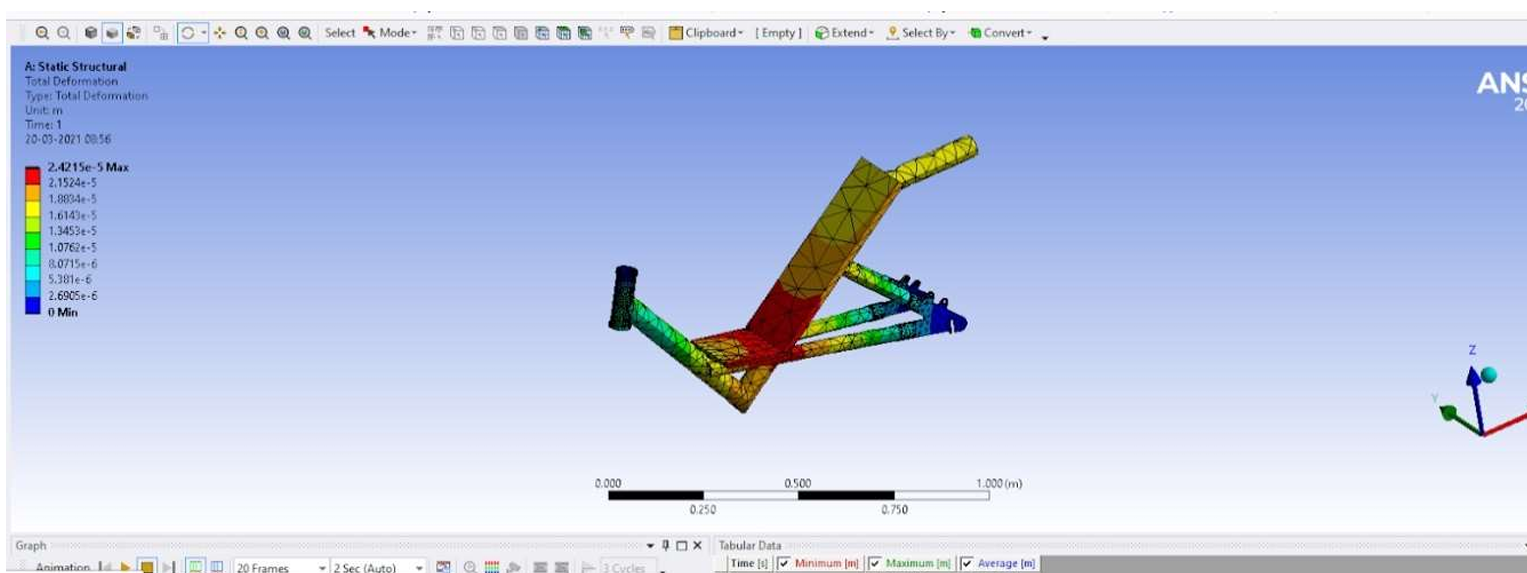 Select Mode Clipboard [ Empty ] Extend Select By Convert
A: Static Structural
Total Deformation
Type: Total Deformation
Unit: m
Time: 1
20-03-2021 08:56
2.4215e-5 Max
2.1524e-5
1.8834e-5
1.6143e-5
1.3453e-5
1.0762e-5
8.0715e-6
5.381e-6
2.6905e-6
0 Min
ANS
20
Z
Y
0.000 0.500 1.000 (m)
0.250 0.750
Graph
Tabular Data
Animation 20 Frames 2 Sec (Auto) 3 Cycles
Time [s] Minimum [m] Maximum [m] Average [m]